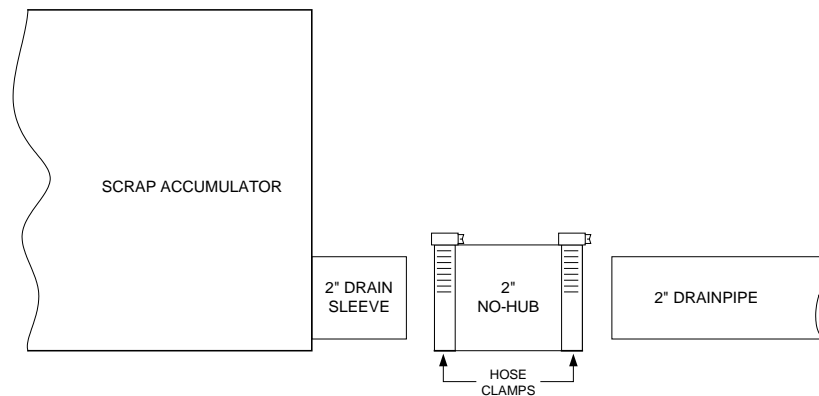 SCRAP ACCUMULATOR
2" DRAIN
SLEEVE
2"
NO-HUB
2" DRAINPIPE
HOSE
CLAMPS